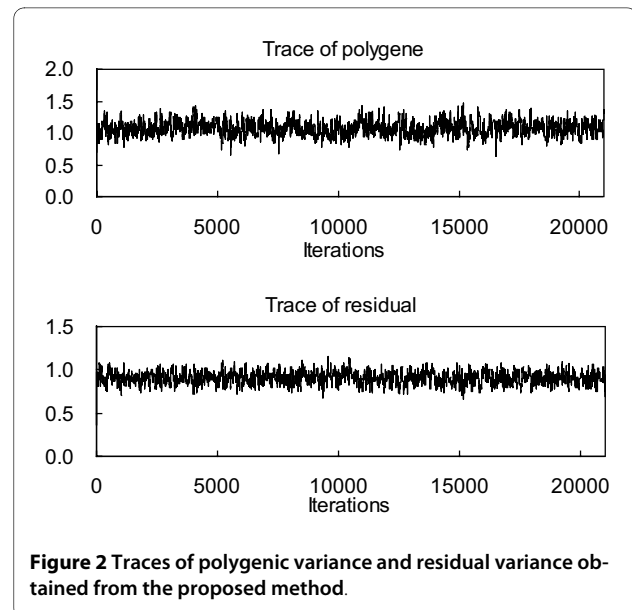 Trace of polygene
2.0
1.5
1.0
0.5
0.0
0 5000 10000 15000 20000
Iterations
Trace of residual
1.5
1.0
0.5
0.0
0 5000 10000 15000 20000
Iterations
Figure 2 Traces of polygenic variance and residual variance ob-
tained from the proposed method.